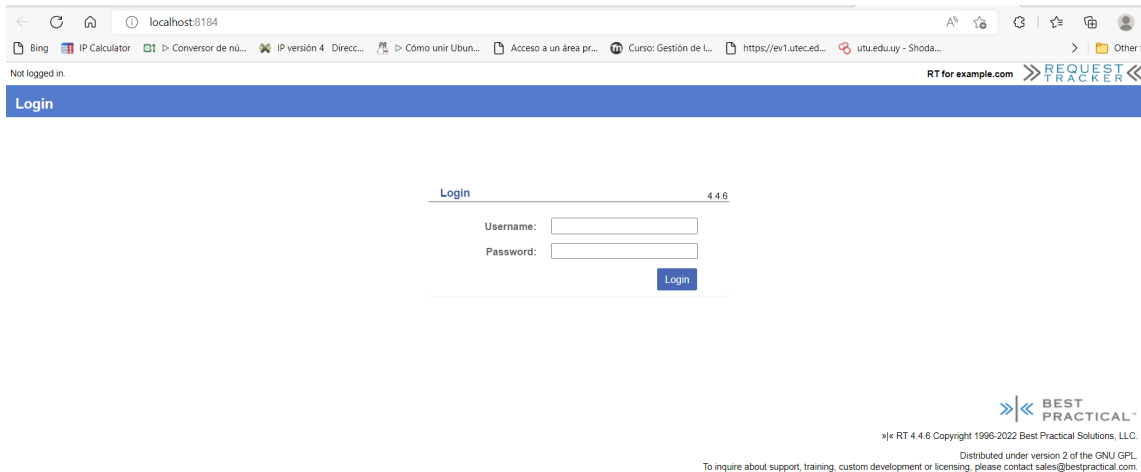 localhost:8184
Bing IP Calculator ▷ Conversor de nú... IP versión 4 Direcc... ▷ Cómo unir Ubun... Acceso a un área pr... Curso: Gestión de l... https://ev1.utec.ed... utu.edu.uy - Shoda... Other
Not logged in.
RT for example.com REQUEST TRACKER
Login
Login 4.4.6
Username:
Password:
Login
BEST PRACTICAL™
»|« RT 4.4.6 Copyright 1996-2022 Best Practical Solutions, LLC.
Distributed under version 2 of the GNU GPL.
To inquire about support, training, custom development or licensing, please contact sales@bestpractical.com.